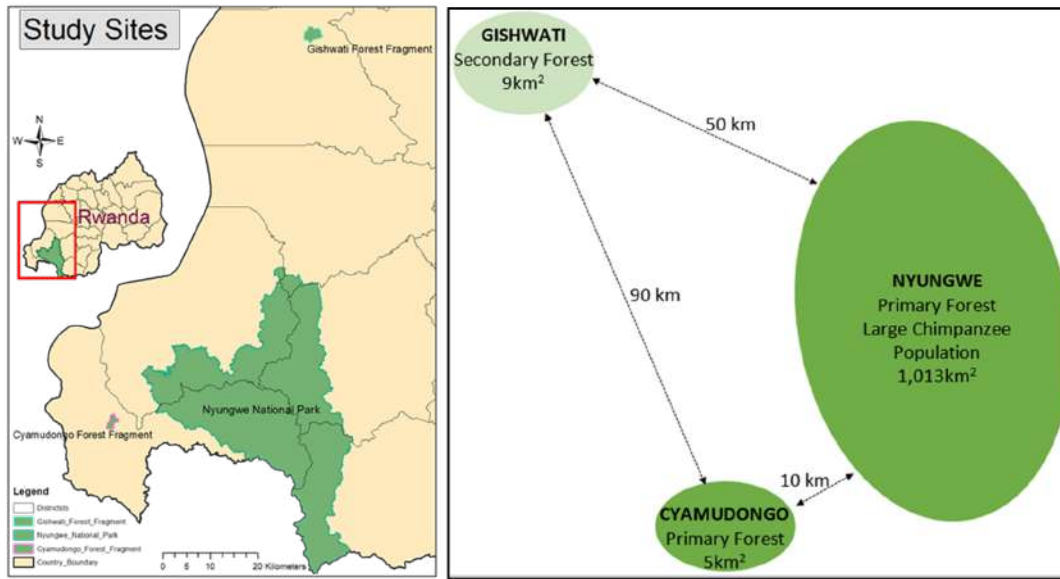 Study Sites
Gishwati Forest Fragment
N
W E
S
Rwanda
Nyungwe National Park
Cyamudongo Forest Fragment
Legend
Districtsts
Gishwati_Forest_Fragment
Nyungwe_National_Park
Cyamudongo_Forest_Fragment
Country_Boundary
0 5 10 20 Kilometers
GISHWATI
Secondary Forest
9km²
50 km
90 km
NYUNGWE
Primary Forest
Large Chimpanzee
Population
1,013km²
10 km
CYAMUDONGO
Primary Forest
5km²